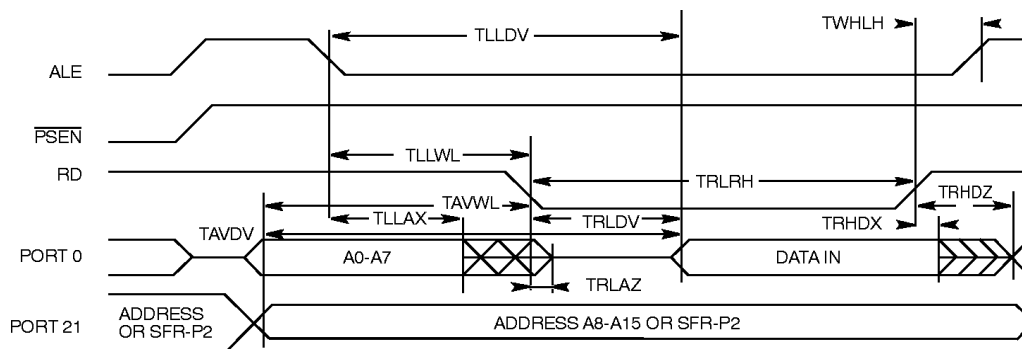 TLLDV
TWHLH
ALE
PSEN
TLLWL
RD
TRLRH
TAVWL
TRHDZ
TLLAX
TRLDV
TRHDX
TAVDV
PORT 0
A0-A7
DATA IN
TRLAZ
ADDRESS
OR SFR-P2
PORT 21
ADDRESS A8-A15 OR SFR-P2